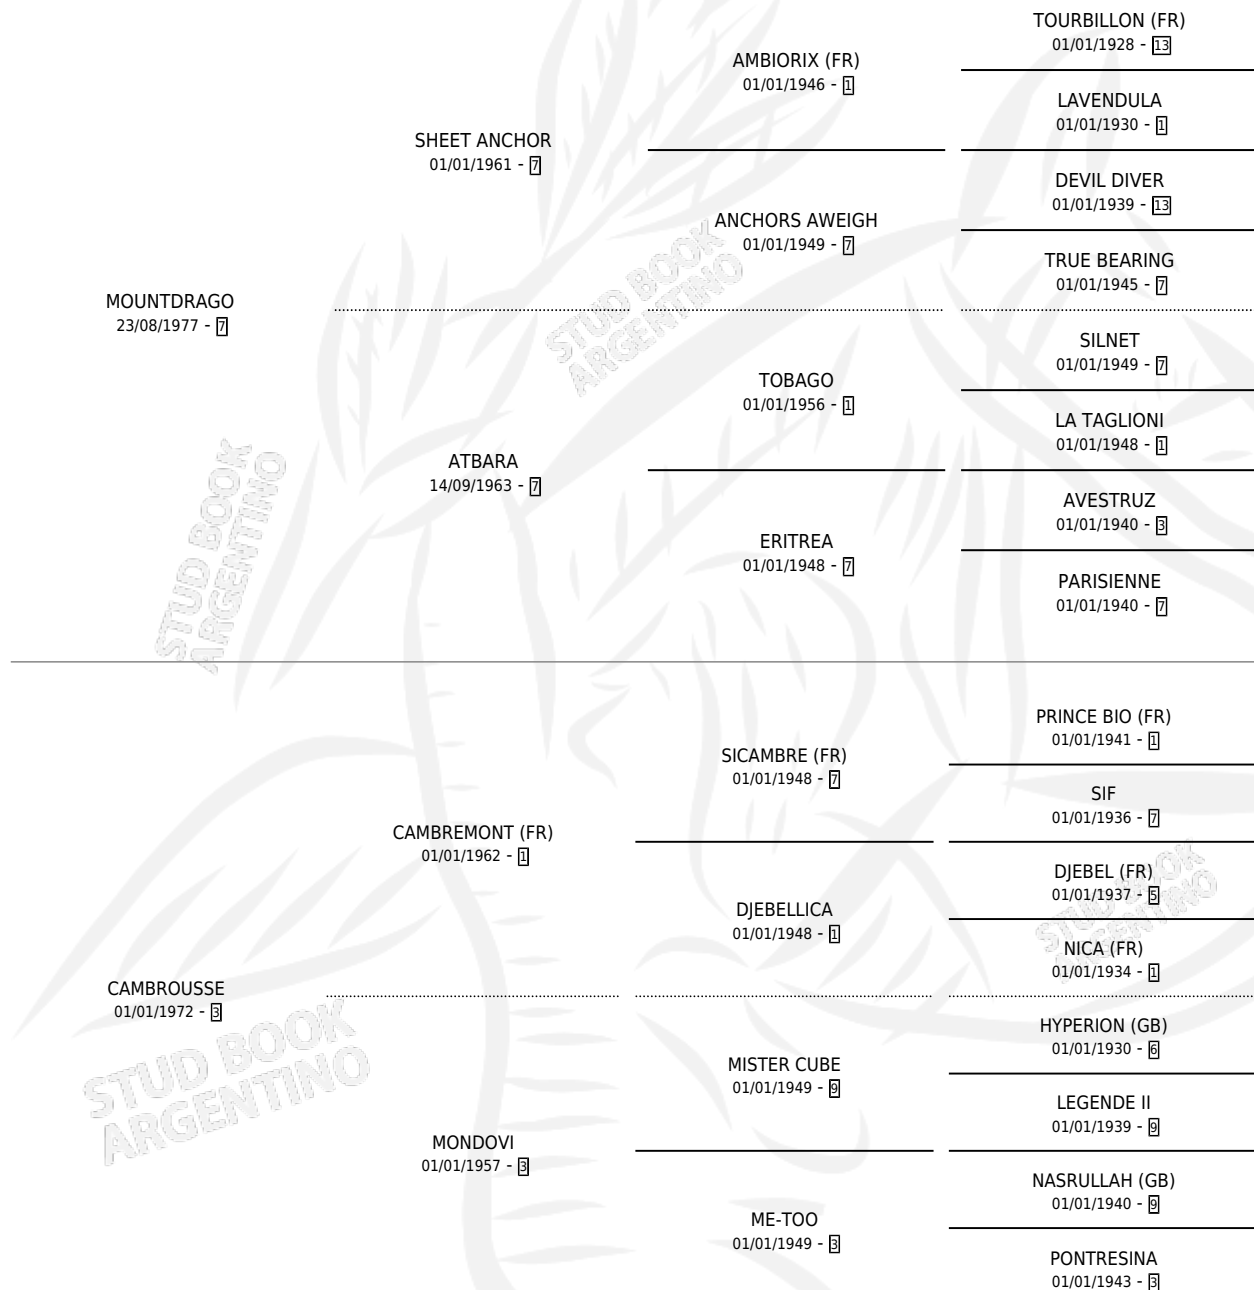 TOURBILLON (FR)
01/01/1928 - 13
AMBIORIX (FR)
01/01/1946 - 1
LAVENDULA
01/01/1930 - 1
SHEET ANCHOR
01/01/1961 - 7
DEVIL DIVER
01/01/1939 - 13
ANCHORS AWEIGH
01/01/1949 - 7
TRUE BEARING
01/01/1945 - 7
MOUNTDRAGO
23/08/1977 - 7
SILNET
01/01/1949 - 7
TOBAGO
01/01/1956 - 1
LA TAGLIONI
01/01/1948 - 1
ATBARA
14/09/1963 - 7
AVESTRUZ
01/01/1940 - 3
ERITREA
01/01/1948 - 7
PARISIENNE
01/01/1940 - 7
PRINCE BIO (FR)
01/01/1941 - 1
SICAMBRE (FR)
01/01/1948 - 7
SIF
01/01/1936 - 7
CAMBREMONT (FR)
01/01/1962 - 1
DJEBEL (FR)
01/01/1937 - 5
DJEBELLICA
01/01/1948 - 1
NICA (FR)
01/01/1934 - 1
CAMBROUSSE
01/01/1972 - 3
HYPERION (GB)
01/01/1930 - 6
MISTER CUBE
01/01/1949 - 9
LEGENDE II
01/01/1939 - 9
MONDOVI
01/01/1957 - 3
NASRULLAH (GB)
01/01/1940 - 9
ME-TOO
01/01/1949 - 3
PONTRESINA
01/01/1943 - 3
STUD BOOK
ARGENTINO
STUD BOOK
ARGENTINO
STUD BOOK
ARGENTINO
STUD BOOK
ARGENTINO